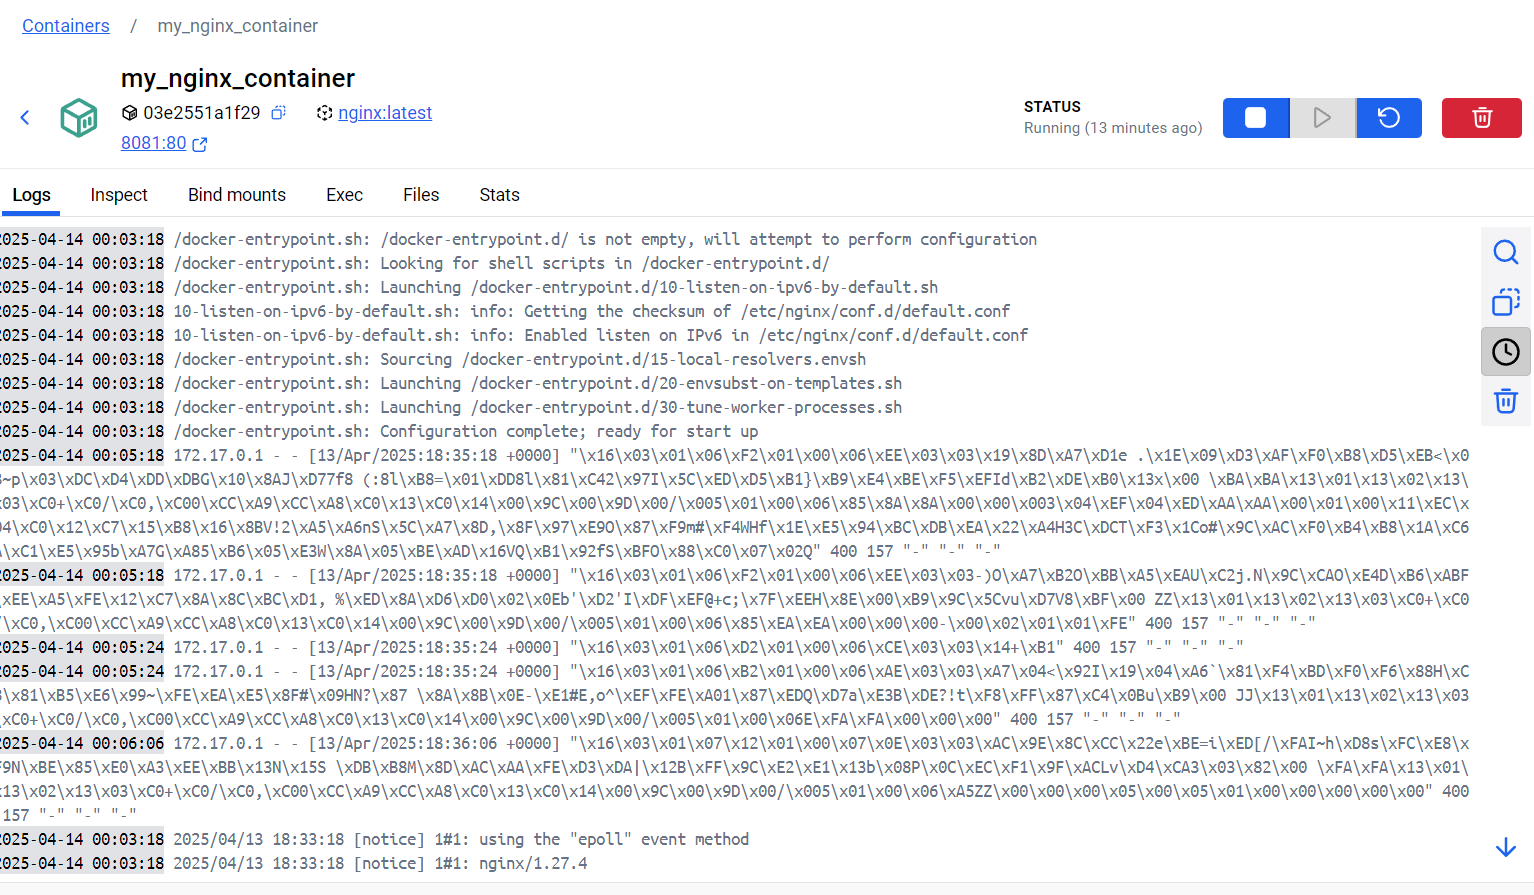 Containers / my_nginx_container
my_nginx_container
03e2551a1f29 nginx:latest
8081:80
STATUS
Running (13 minutes ago)
Logs Inspect Bind mounts Exec Files Stats
025-04-14 00:03:18 /docker-entrypoint.sh: /docker-entrypoint.d/ is not empty, will attempt to perform configuration
025-04-14 00:03:18 /docker-entrypoint.sh: Looking for shell scripts in /docker-entrypoint.d/
025-04-14 00:03:18 /docker-entrypoint.sh: Launching /docker-entrypoint.d/10-listen-on-ipv6-by-default.sh
025-04-14 00:03:18 10-listen-on-ipv6-by-default.sh: info: Getting the checksum of /etc/nginx/conf.d/default.conf
025-04-14 00:03:18 10-listen-on-ipv6-by-default.sh: info: Enabled listen on IPv6 in /etc/nginx/conf.d/default.conf
025-04-14 00:03:18 /docker-entrypoint.sh: Sourcing /docker-entrypoint.d/15-local-resolvers.envsh
025-04-14 00:03:18 /docker-entrypoint.sh: Launching /docker-entrypoint.d/20-envsubst-on-templates.sh
025-04-14 00:03:18 /docker-entrypoint.sh: Launching /docker-entrypoint.d/30-tune-worker-processes.sh
025-04-14 00:03:18 /docker-entrypoint.sh: Configuration complete; ready for start up
025-04-14 00:05:18 172.17.0.1 - - [13/Apr/2025:18:35:18 +0000] "\x16\x03\x01\x06\xF2\x01\x00\x06\xEE\x03\x03\x19\x8D\xA7\xD1e .\x1E\x09\xD3\xAF\xF0\xB8\xD5\xEB<\x0
~p\x03\xDC\xD4\xDD\xDBG\x10\x8AJ\xD77f8 (:8l\xB8=\x01\xDD8l\x81\xC42\x97I\x5C\xED\xD5\xB1}\xB9\xE4\xBE\xF5\xEFId\xB2\xDE\xB0\x13x\x00 \xBA\xBA\x13\x01\x13\x02\x13\
x03\xC0+\xC0/\xC0,\xC00\xCC\xA9\xCC\xA8\xC0\x13\xC0\x14\x00\x9C\x00\x9D\x00/\x005\x01\x00\x06\x85\x8A\x8A\x00\x00\x003\x04\xEF\x04\xED\xAA\xAA\x00\x01\x00\x11\xEC\x
04\xC0\x12\xC7\x15\xB8\x16\x8BV!2\xA5\xA6nS\x5C\xA7\x8D,\x8F\x97\xE9O\x87\xF9m#\xF4WHf\x1E\xE5\x94\xBC\xDB\xEA\x22\xA4H3C\xDCT\xF3\x1Co#\x9C\xAC\xF0\xB4\xB8\x1A\xC6
\xC1\xE5\x95b\xA7G\xA85\xB6\x05\xE3W\x8A\x05\xBE\xAD\x16VQ\xB1\x92fS\xBFO\x88\xC0\x07\x02Q" 400 157 "-" "-" "-"
025-04-14 00:05:18 172.17.0.1 - - [13/Apr/2025:18:35:18 +0000] "\x16\x03\x01\x06\xF2\x01\x00\x06\xEE\x03\x03-)O\xA7\xB2O\xBB\xA5\xEAU\xC2j.N\x9C\xCAO\xE4D\xB6\xABF
\xEE\xA5\xFE\x12\xC7\x8A\x8C\xBC\xD1, %\xED\x8A\xD6\xD0\x02\x0Eb'\xD2'I\xDF\xEF@+c;\x7F\xEEH\x8E\x00\xB9\x9C\x5Cvu\xD7V8\xBF\x00 ZZ\x13\x01\x13\x02\x13\x03\xC0+\xC0
/\xC0,\xC00\xCC\xA9\xCC\xA8\xC0\x13\xC0\x14\x00\x9C\x00\x9D\x00/\x005\x01\x00\x06\x85\xEA\xEA\x00\x00\x00-\x00\x02\x01\x01\xFE" 400 157 "-" "-" "-"
025-04-14 00:05:24 172.17.0.1 - - [13/Apr/2025:18:35:24 +0000] "\x16\x03\x01\x06\xD2\x01\x00\x06\xCE\x03\x03\x14+\xB1" 400 157 "-" "-" "-"
025-04-14 00:05:24 172.17.0.1 - - [13/Apr/2025:18:35:24 +0000] "\x16\x03\x01\x06\xB2\x01\x00\x06\xAE\x03\x03\xA7\x04<\x92I\x19\x04\xA6`\x81\xF4\xBD\xF0\xF6\x88H\xC
\x81\xB5\xE6\x99~\xFE\xEA\xE5\x8F#\x09HN?\x87 \x8A\x8B\x0E-\xE1#E,o^\xEF\xFE\xA01\x87\xEDQ\xD7a\xE3B\xDE?!t\xF8\xFF\x87\xC4\x0Bu\xB9\x00 JJ\x13\x01\x13\x02\x13\x03
\xC0+\xC0/\xC0,\xC00\xCC\xA9\xCC\xA8\xC0\x13\xC0\x14\x00\x9C\x00\x9D\x00/\x005\x01\x00\x06E\xFA\xFA\x00\x00\x00" 400 157 "-" "-" "-"
025-04-14 00:06:06 172.17.0.1 - - [13/Apr/2025:18:36:06 +0000] "\x16\x03\x01\x07\x12\x01\x00\x07\x0E\x03\x03\xAC\x9E\x8C\xCC\x22e\xBE=i\xED[/\xFAI~h\xD8s\xFC\xE8\x
F9N\xBE\x85\xE0\xA3\xEE\xBB\x13N\x15S \xDB\xB8M\x8D\xAC\xAA\xFE\xD3\xDA|\x12B\xFF\x9C\xE2\xE1\x13b\x08P\x0C\xEC\xF1\x9F\xACLv\xD4\xCA3\x03\x82\x00 \xFA\xFA\x13\x01\
x13\x02\x13\x03\xC0+\xC0/\xC0,\xC00\xCC\xA9\xCC\xA8\xC0\x13\xC0\x14\x00\x9C\x00\x9D\x00/\x005\x01\x00\x06\xA5ZZ\x00\x00\x00\x05\x00\x05\x01\x00\x00\x00\x00\x00" 400
157 "-" "-" "-"
025-04-14 00:03:18 2025/04/13 18:33:18 [notice] 1#1: using the "epoll" event method
025-04-14 00:03:18 2025/04/13 18:33:18 [notice] 1#1: nginx/1.27.4